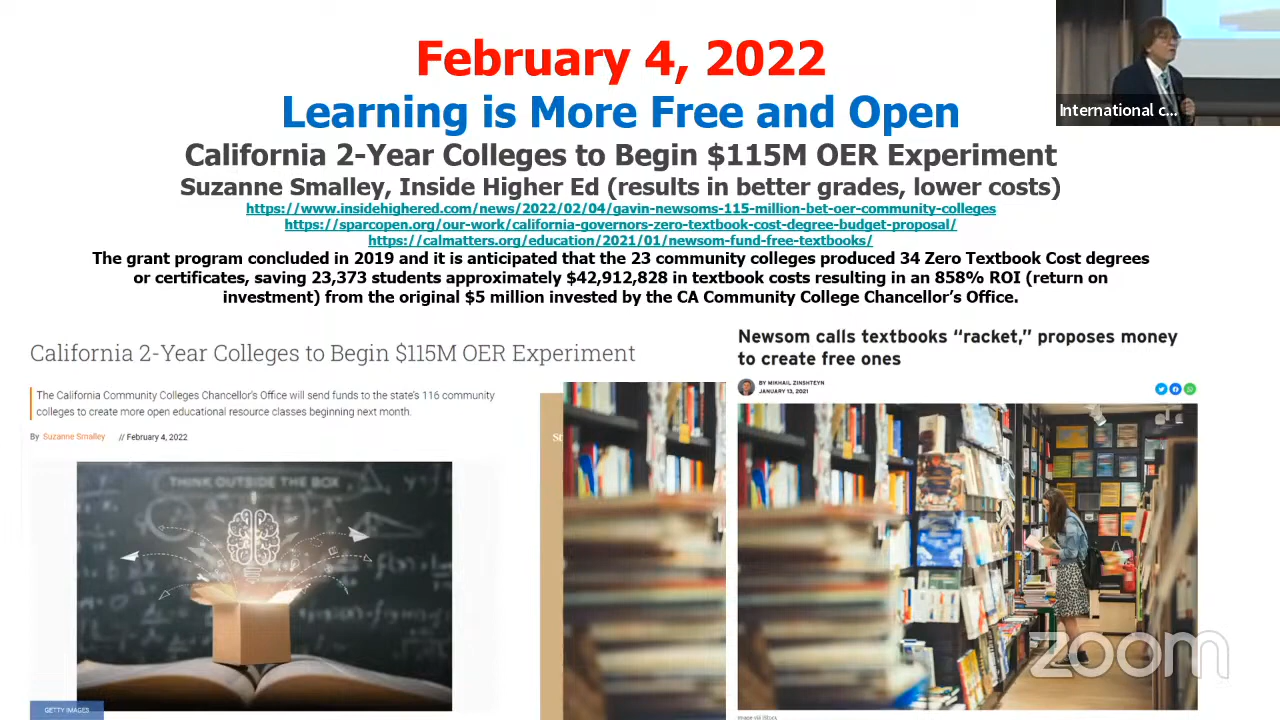 February 4, 2022
Learning is More Free and Open
California 2-Year Colleges to Begin $115M OER Experiment
Suzanne Smalley, Inside Higher Ed (results in better grades, lower costs)
https://www.insidehighered.com/news/2022/02/04/gavin-newsoms-115-million-bet-oer-community-colleges
https://sparcopen.org/our-work/california-governors-zero-textbook-cost-degree-budget-proposal/
https://calmatters.org/education/2021/01/newsom-fund-free-textbooks/
The grant program concluded in 2019 and it is anticipated that the 23 community colleges produced 34 Zero Textbook Cost degrees
or certificates, saving 23,373 students approximately $42,912,828 in textbook costs resulting in an 858% ROI (return on
investment) from the original $5 million invested by the CA Community College Chancellor's Office.
International c...
California 2-Year Colleges to Begin $115M OER Experiment
The California Community Colleges Chancellor's Office will send funds to the state's 116 community
colleges to create more open educational resource classes beginning next month.
By Suzanne Smalley // February 4, 2022
THINK OUTSIDE THE BOX
GETTY IMAGES
Newsom calls textbooks "racket," proposes money
to create free ones
BY MIKHAIL ZINSHTEYN
JANUARY 13, 2021
zoom
Image via iStock